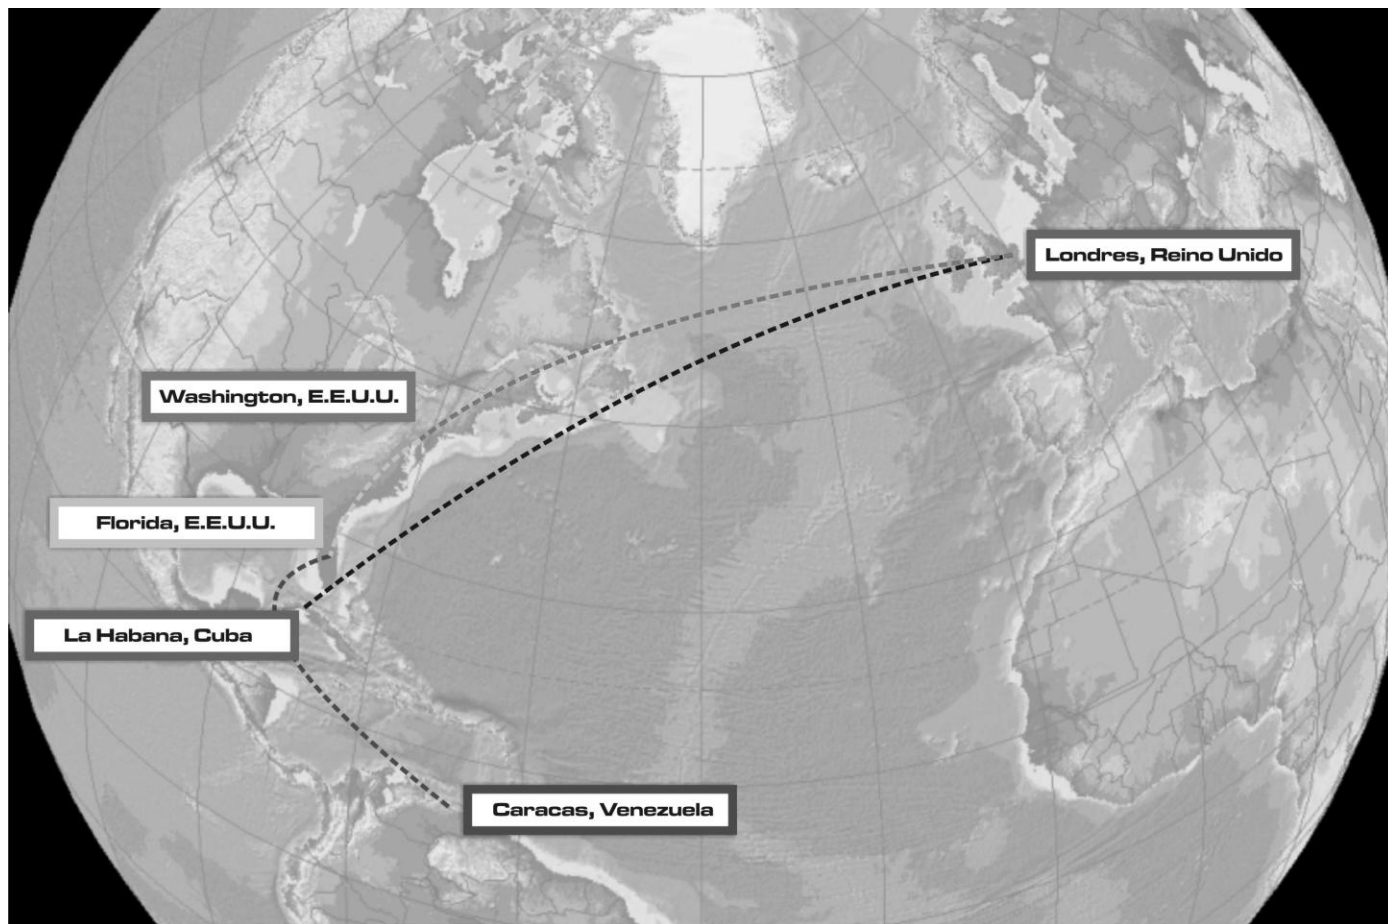 Londres, Reino Unido
Washington, E.E.U.U.
Florida, E.E.U.U.
La Habana, Cuba
Caracas, Venezuela